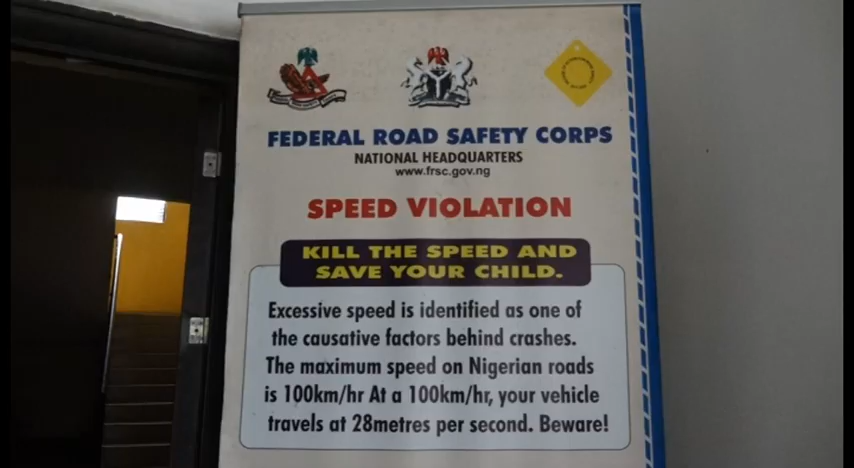 FEDERAL ROAD SAFETY CORPS
NATIONAL HEADQUARTERS
www.frsc.gov.ng
SPEED VIOLATION
KILL THE SPEED AND
SAVE YOUR CHILD.
Excessive speed is identified as one of
the causative factors behind crashes.
The maximum speed on Nigerian roads
is 100km/hr At a 100km/hr, your vehicle
travels at 28metres per second. Beware!